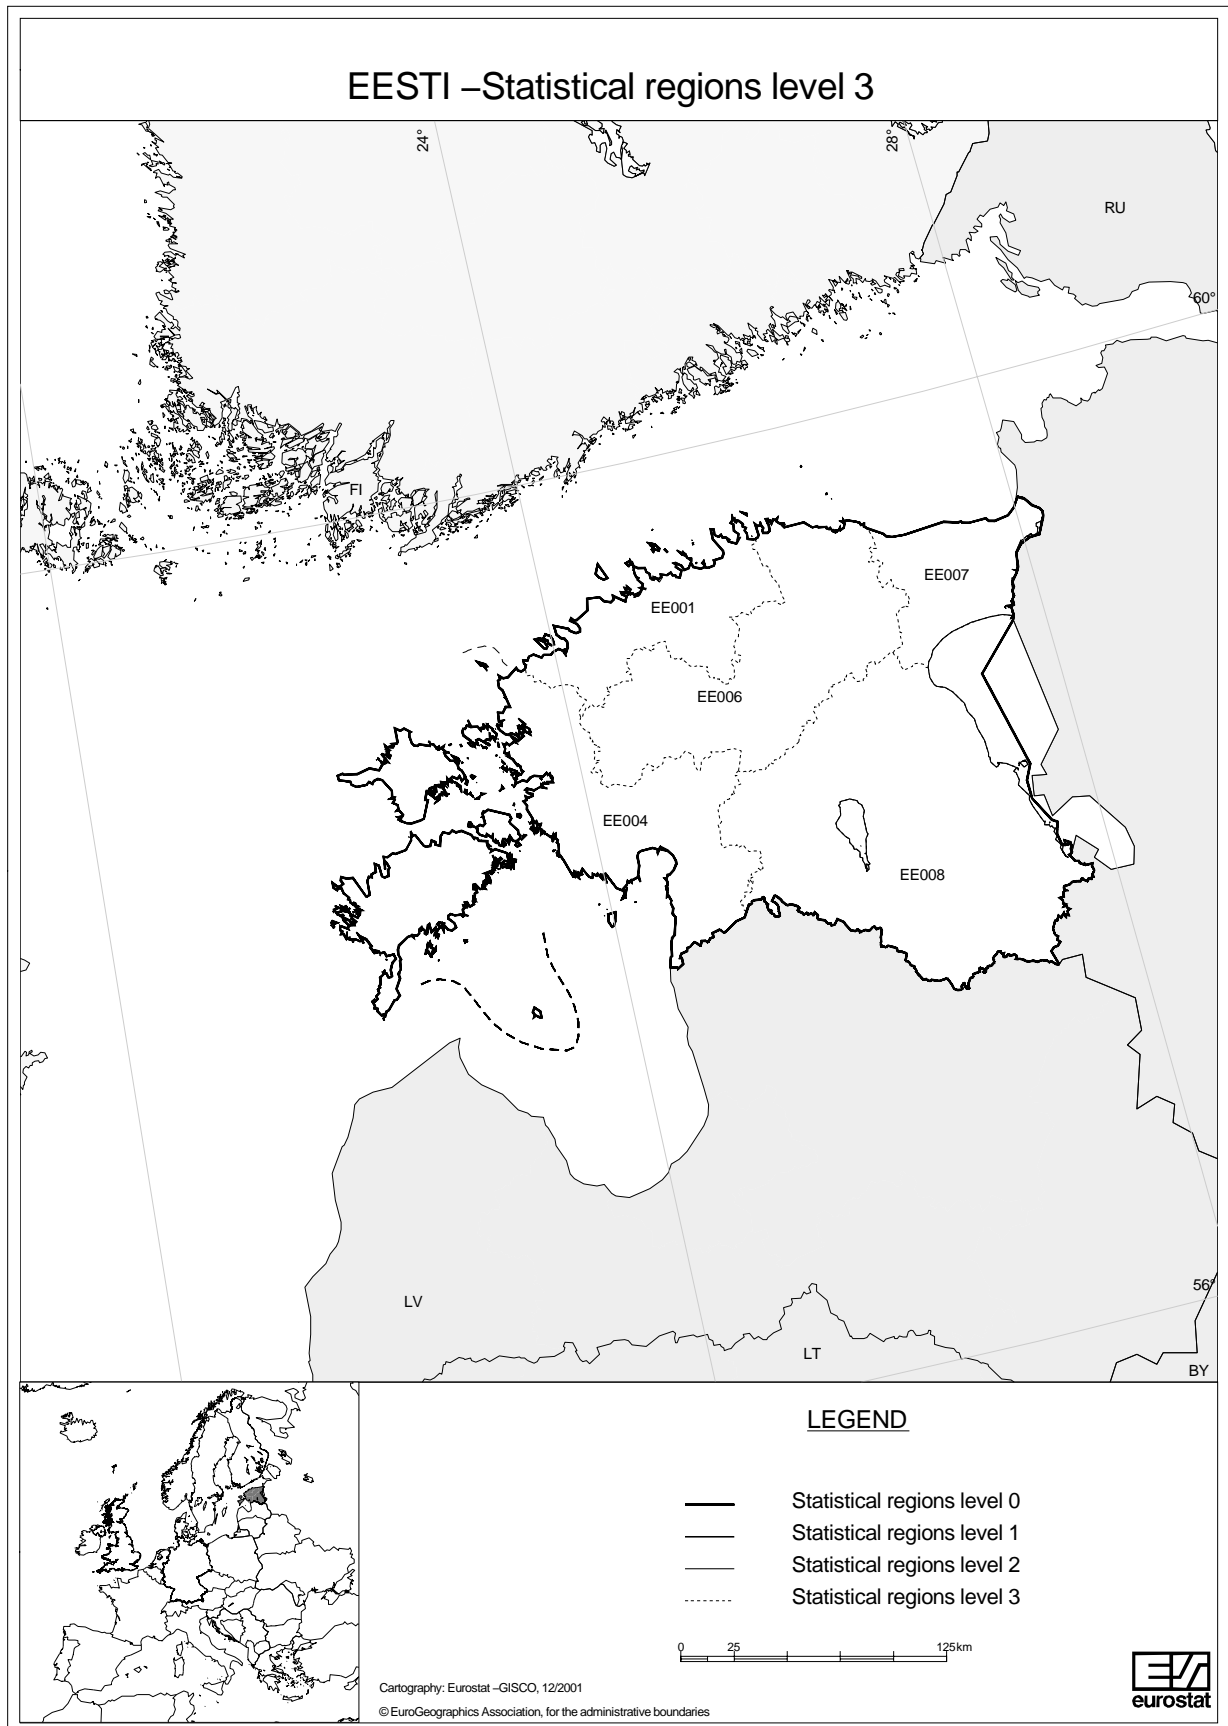 EESTI –Statistical regions level 3
24°
28°
RU
60°
FI
EE007
EE001
EE006
EE004
EE008
56°
LV
LT
BY
LEGEND
Statistical regions level 0
Statistical regions level 1
Statistical regions level 2
Statistical regions level 3
0 25 125km
Cartography: Eurostat –GISCO, 12/2001
© EuroGeographics Association, for the administrative boundaries
eurostat